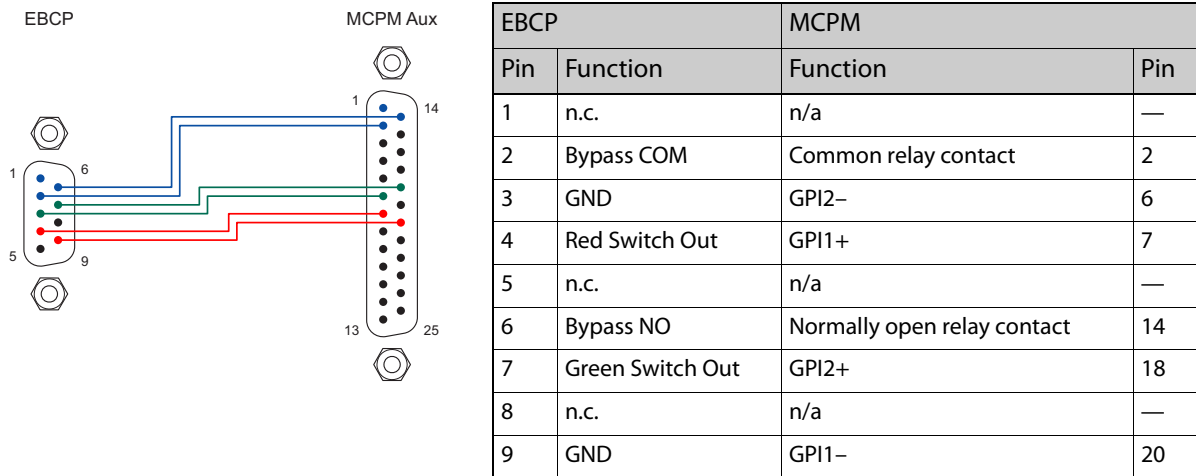 EBCP MCPM Aux
1 14
1 6
5 9
13 25
EBCP MCPM
Pin Function Function Pin
1 n.c. n/a —
2 Bypass COM Common relay contact 2
3 GND GPI2– 6
4 Red Switch Out GPI1+ 7
5 n.c. n/a —
6 Bypass NO Normally open relay contact 14
7 Green Switch Out GPI2+ 18
8 n.c. n/a —
9 GND GPI1– 20